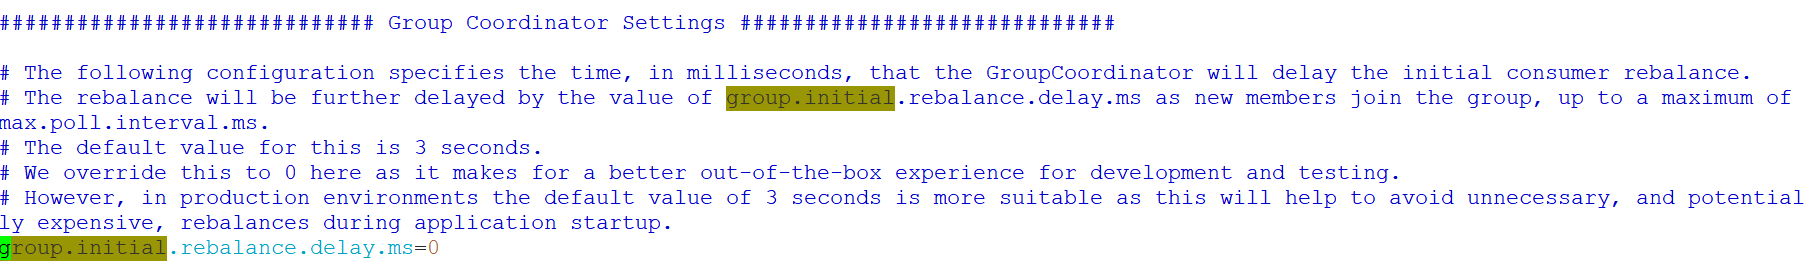 ############################# Group Coordinator Settings #############################
# The following configuration specifies the time, in milliseconds, that the GroupCoordinator will delay the initial consumer rebalance.
# The rebalance will be further delayed by the value of group.initial.rebalance.delay.ms as new members join the group, up to a maximum of
max.poll.interval.ms.
# The default value for this is 3 seconds.
# We override this to 0 here as it makes for a better out-of-the-box experience for development and testing.
# However, in production environments the default value of 3 seconds is more suitable as this will help to avoid unnecessary, and potential
ly expensive, rebalances during application startup.
group.initial.rebalance.delay.ms=0